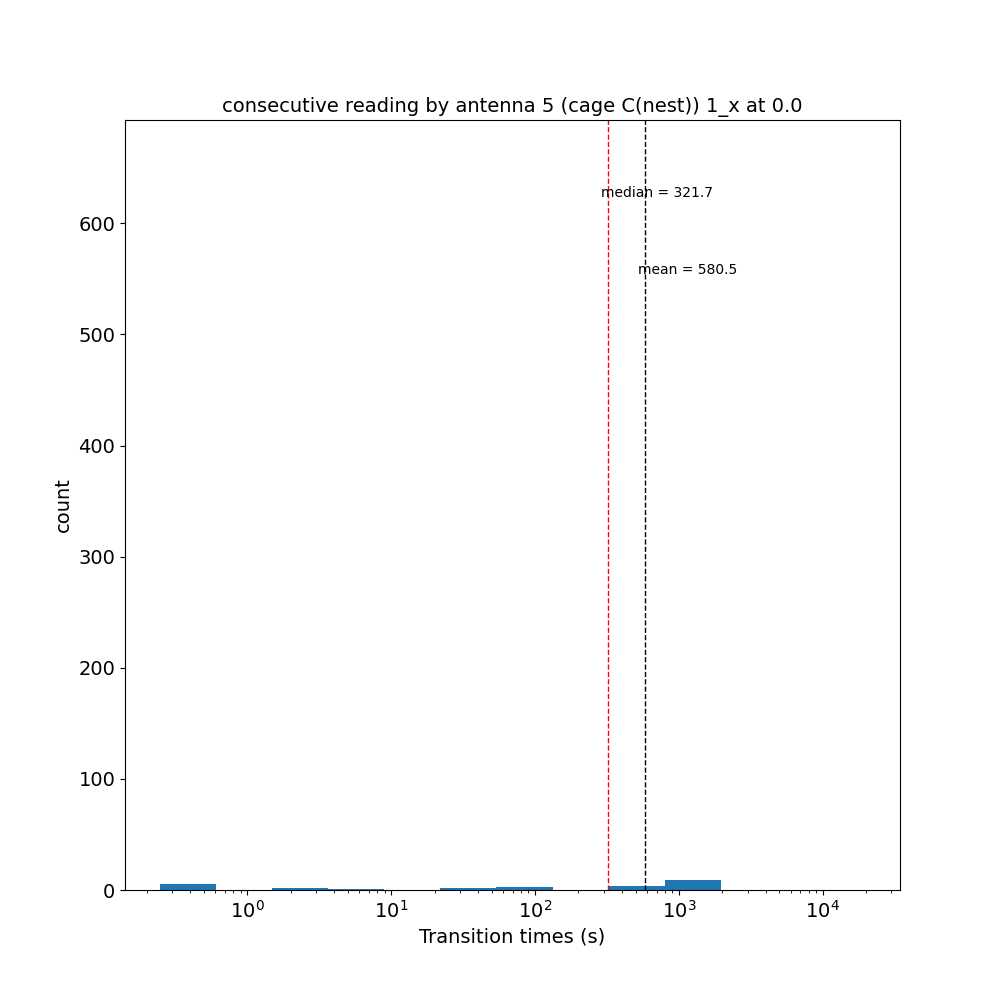 consecutive reading by antenna 5 (cage C(nest)) 1_x at 0.0
median = 321.7
mean = 580.5
600
500
400
300
200
100
0
count
10⁰ 10¹ 10² 10³ 10⁴
Transition times (s)